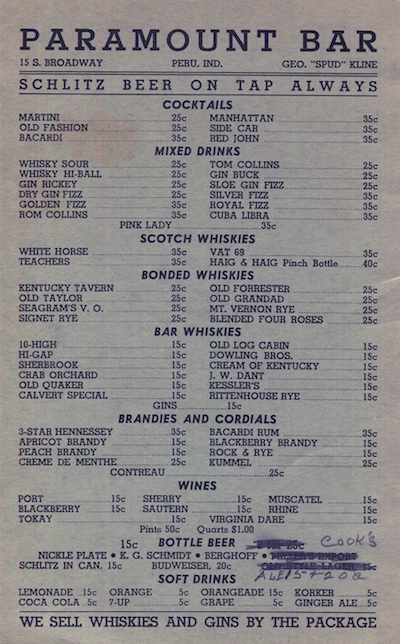 PARAMOUNT BAR
15 S. BROADWAY PERU, IND. GEO. "SPUD" KLINE
SCHLITZ BEER ON TAP ALWAYS
COCKTAILS
MARTINI 25c MANHATTAN 35c
OLD FASHION 25c SIDE CAR 35c
BACARDI 35c RED JOHN 35c
MIXED DRINKS
WHISKY SOUR 25c TOM COLLINS 25c
WHISKY HI-BALL 25c GIN BUCK 25c
GIN RICKEY 25c SLOE GIN FIZZ 25c
DRY GIN FIZZ 25c SILVER FIZZ 25c
GOLDEN FIZZ 35c ROYAL FIZZ 35c
ROM COLLINS 35c CUBA LIBRA 35c
PINK LADY 35c
SCOTCH WHISKIES
WHITE HORSE 35c VAT 69 35c
TEACHERS 35c HAIG & HAIG Pinch Bottle 40c
BONDED WHISKIES
KENTUCKY TAVERN 25c OLD FORRESTER 25c
OLD TAYLOR 25c OLD GRANDAD 25c
SEAGRAM'S V. O. 25c MT. VERNON RYE 25c
SIGNET RYE 25c BLENDED FOUR ROSES 25c
BAR WHISKIES
10-HIGH 15c OLD LOG CABIN 15c
HI-GAP 15c DOWLING BROS. 15c
SHERBROOK 15c CREAM OF KENTUCKY 15c
CRAB ORCHARD 15c J. W. DANT 15c
OLD QUAKER 15c KESSLER'S 15c
CALVERT SPECIAL 15c RITTENHOUSE RYE 15c
GINS 15c
BRANDIES AND CORDIALS
3-STAR HENNESSEY 35c BACARDI RUM 35c
APRICOT BRANDY 15c BLACKBERRY BRANDY 15c
PEACH BRANDY 15c ROCK & RYE 15c
CREME DE MENTHE 25c KUMMEL 25c
CONTREAU 25c
WINES
PORT 15c SHERRY 15c MUSCATEL 15c
BLACKBERRY 15c SAUTERN 15c RHINE 15c
TOKAY 15c VIRGINIA DARE 15c
Pints 50c Quarts $1.00
15c BOTTLE BEER COOK'S
NICKLE PLATE • K. G. SCHMIDT • BERGHOFF • MILLER'S EXPORT
SCHLITZ IN CAN, 15c BUDWEISER, 20c OLD STYLE LAGER 15c
ALE 15 + 20¢
SOFT DRINKS
LEMONADE 15c ORANGE 5c ORANGEADE 15c KORKER 5c
COCA COLA 5c 7-UP 5c GRAPE 5c GINGER ALE 5c
WE SELL WHISKIES AND GINS BY THE PACKAGE